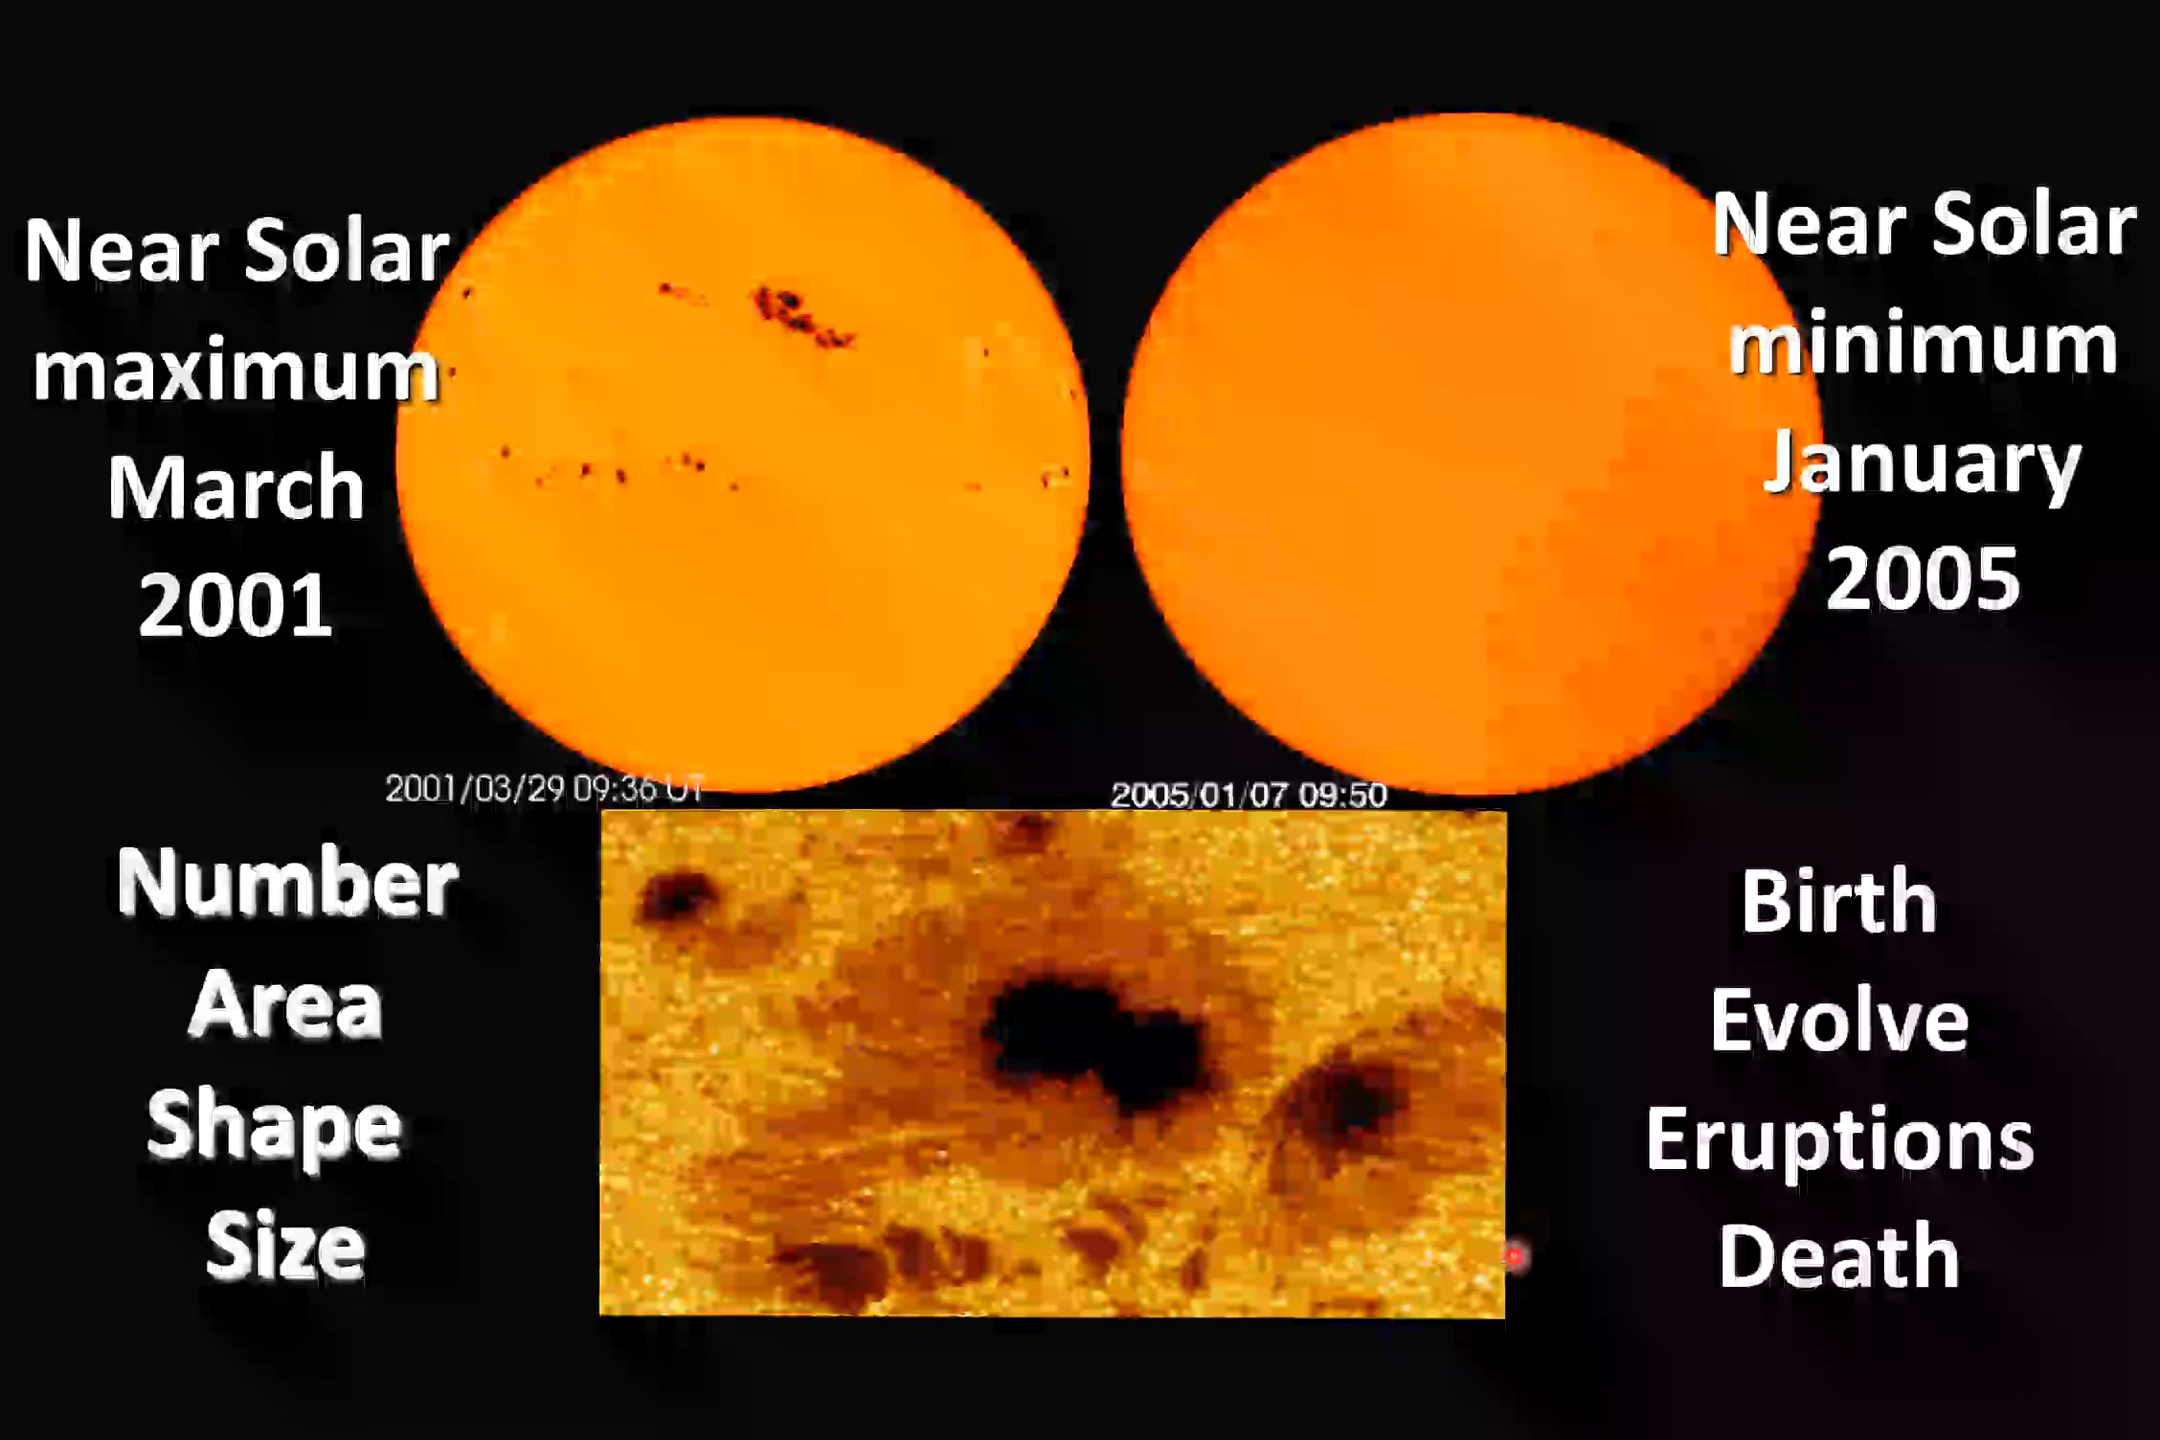 Near Solar
maximum
March
2001
Near Solar
minimum
January
2005
2001/03/29 09:36 UT
2005/01/07 09:50
Number
Area
Shape
Size
Birth
Evolve
Eruptions
Death